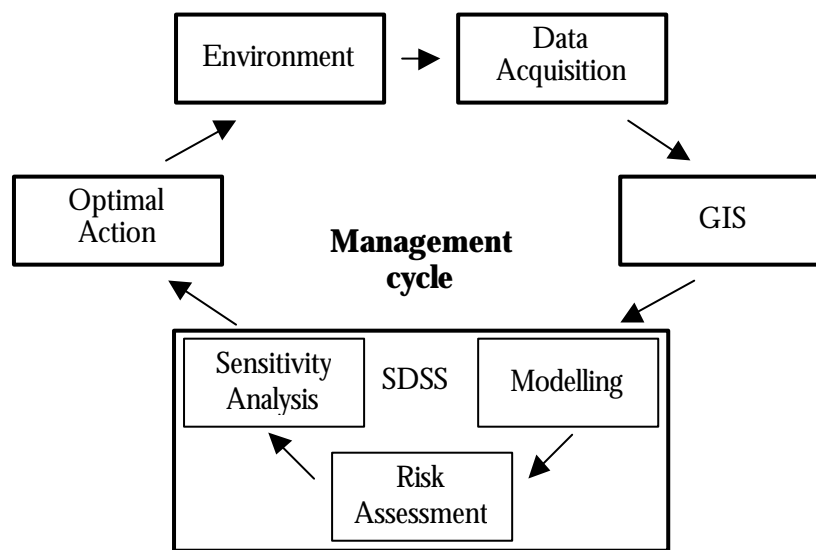 Environment
Data
Acquisition
Optimal
Action
GIS
Management
cycle
Sensitivity
Analysis
SDSS
Modelling
Risk
Assessment